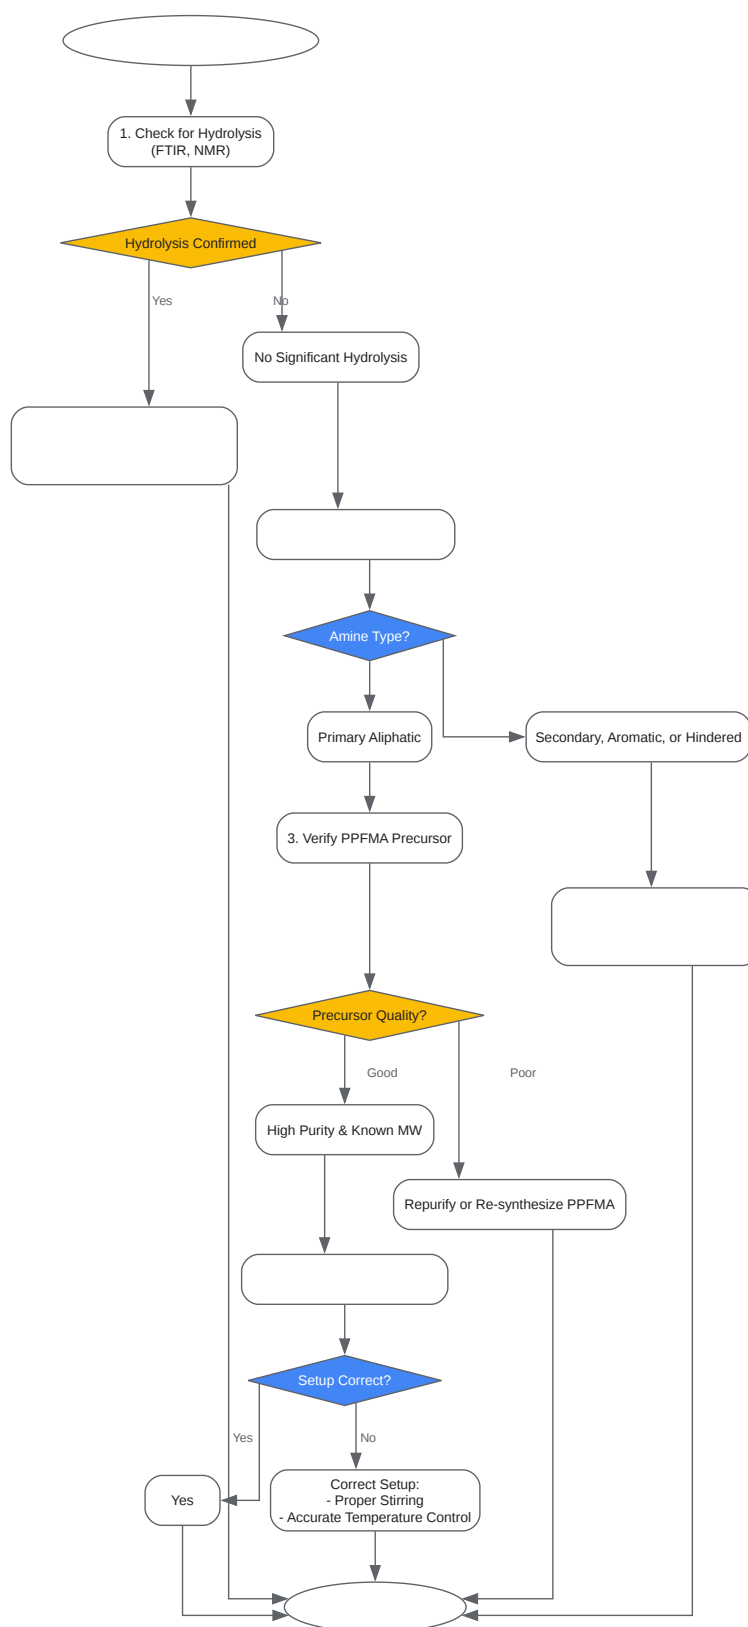 1. Check for Hydrolysis
(FTIR, NMR)
Hydrolysis Confirmed
Yes
No
No Significant Hydrolysis
Amine Type?
Primary Aliphatic
Secondary, Aromatic, or Hindered
3. Verify PPFMA Precursor
Precursor Quality?
Good
Poor
High Purity & Known MW
Repurify or Re-synthesize PPFMA
Setup Correct?
Yes
No
Yes
Correct Setup:
- Proper Stirring
- Accurate Temperature Control